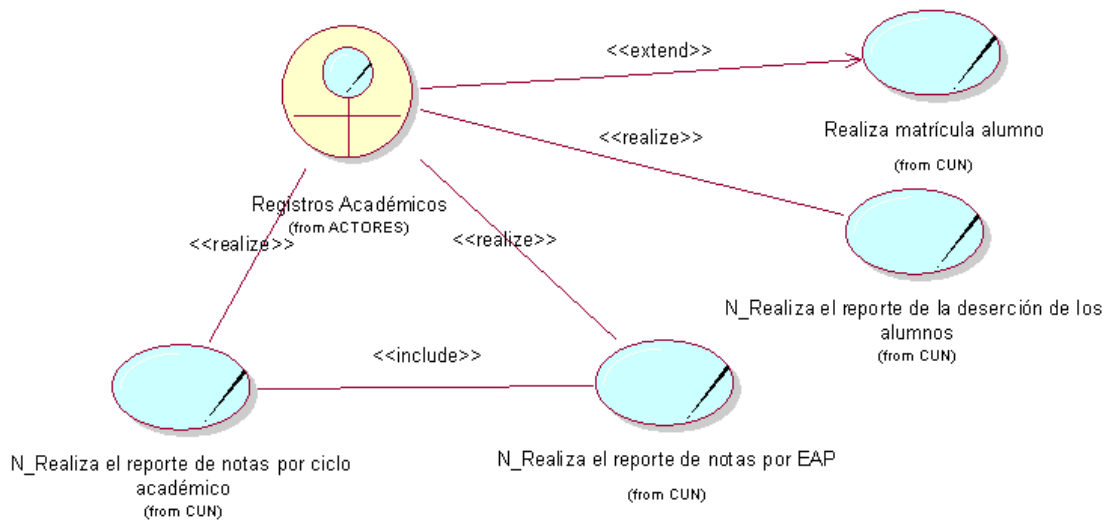 <<extend>>
Realiza matrícula alumno
(from CUN)
<<realize>>
Registros Académicos
(from ACTORES)
<<realize>>
<<realize>>
N_Realiza el reporte de la deserción de los
alumnos
(from CUN)
<<include>>
N_Realiza el reporte de notas por ciclo
académico
(from CUN)
N_Realiza el reporte de notas por EAP
(from CUN)